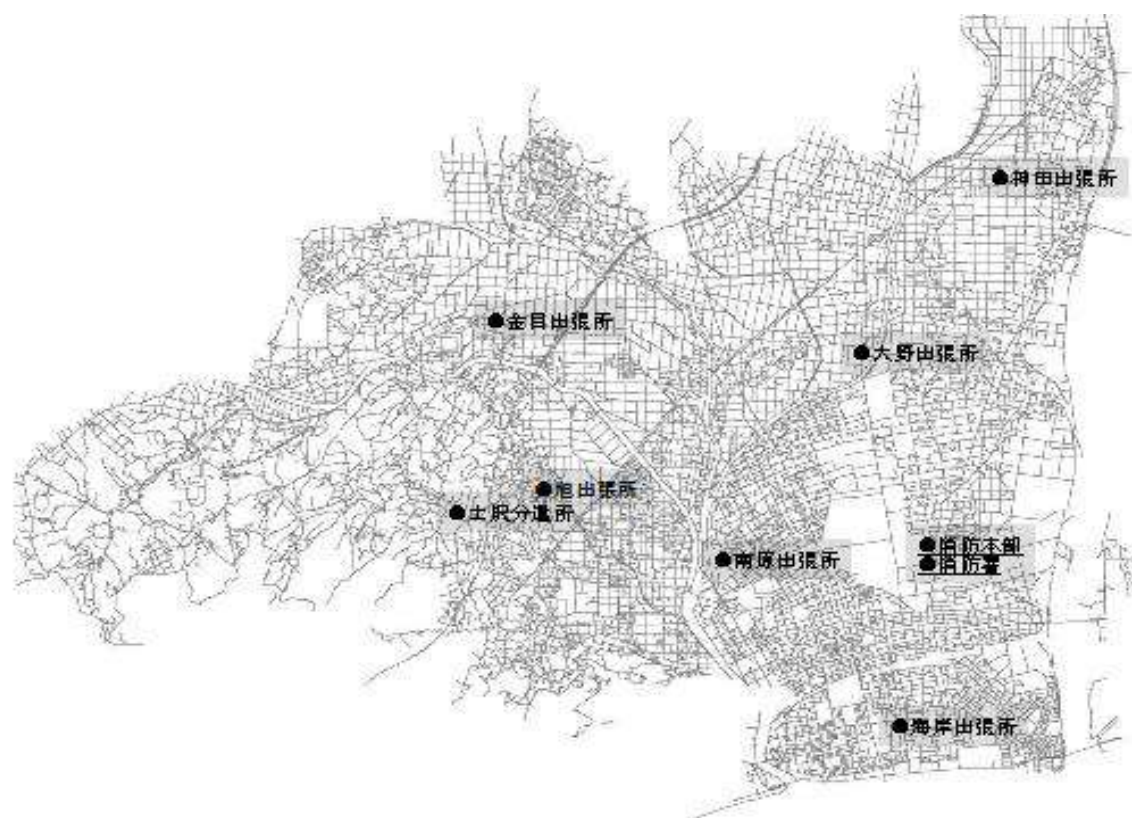 ●神田出張所
●金目出張所
●大野出張所
●旭出張所
●土沢分遣所
●南原出張所
●消防本部
●消防署
●海岸出張所